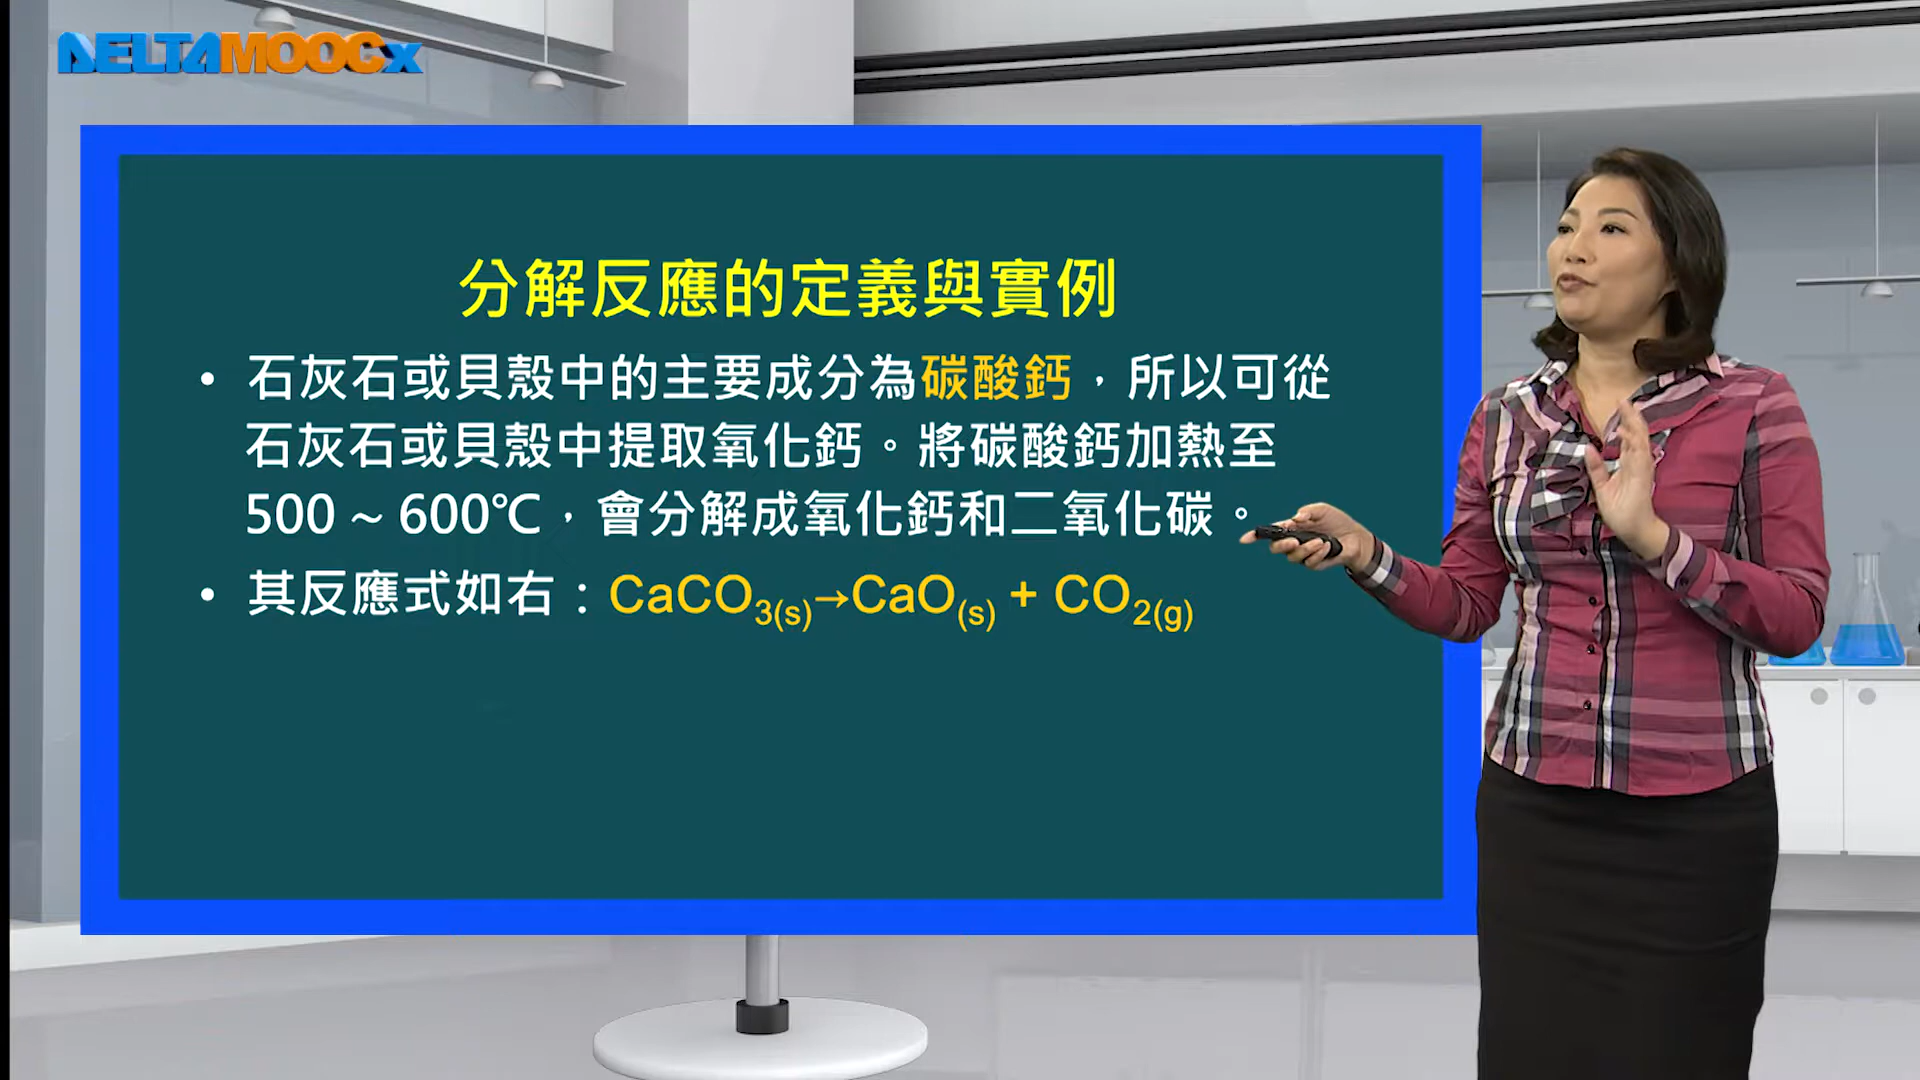 DELTAMOOCx
分解反應的定義與實例
• 石灰石或貝殼中的主要成分為碳酸鈣，所以可從
石灰石或貝殼中提取氧化鈣。將碳酸鈣加熱至
500 ~ 600℃，會分解成氧化鈣和二氧化碳。
• 其反應式如右：CaCO₃₍ₛ₎→CaO₍ₛ₎ + CO₂(g)